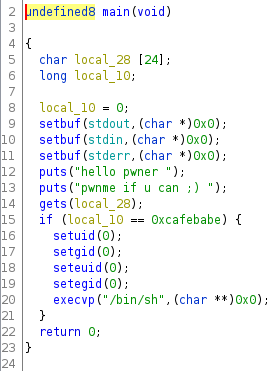 2 undefined8 main(void)
3
4 {
5   char local_28 [24];
6   long local_10;
7
8   local_10 = 0;
9   setbuf(stdout,(char *)0x0);
10   setbuf(stdin,(char *)0x0);
11   setbuf(stderr,(char *)0x0);
12   puts("hello pwner ");
13   puts("pwnme if u can ;) ");
14   gets(local_28);
15   if (local_10 == 0xcafebabe) {
16     setuid(0);
17     setgid(0);
18     seteuid(0);
19     setegid(0);
20     execvp("/bin/sh",(char **)0x0);
21   }
22   return 0;
23 }
24